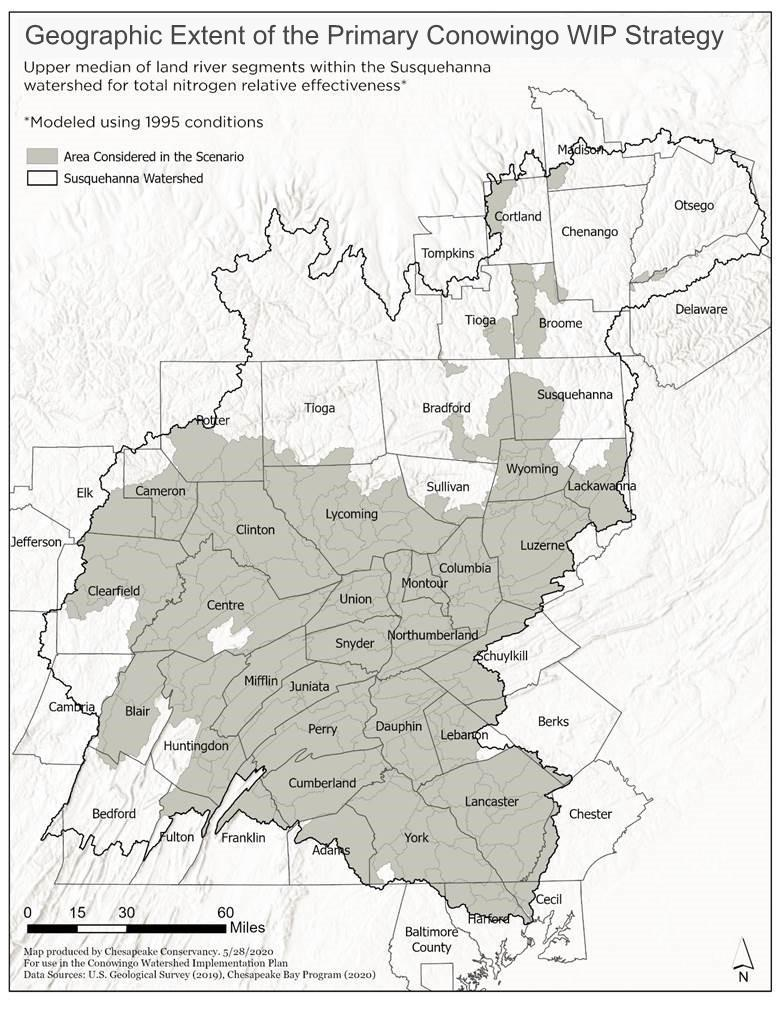 Geographic Extent of the Primary Conowingo WIP Strategy
Upper median of land river segments within the Susquehanna
watershed for total nitrogen relative effectiveness*
*Modeled using 1995 conditions
Area Considered in the Scenario
Susquehanna Watershed
Madison
Cortland
Otsego
Chenango
Tompkins
Delaware
Tioga
Broome
Susquehanna
Tioga
Bradford
Potter
Wyoming
Lackawanna
Sullivan
Elk
Cameron
Lycoming
Clinton
Jefferson
Luzerne
Columbia
Montour
Clearfield
Union
Centre
Northumberland
Snyder
Schuylkill
Mifflin
Juniata
Cambria
Blair
Berks
Perry
Dauphin
Lebanon
Huntingdon
Cumberland
Lancaster
Bedford
Chester
Fulton
Franklin
York
Adams
Cecil
Harford
Baltimore
County
0 15 30 60
Miles
Map produced by Chesapeake Conservancy. 5/28/2020
For use in the Conowingo Watershed Implementation Plan
Data Sources: U.S. Geological Survey (2019), Chesapeake Bay Program (2020)
N